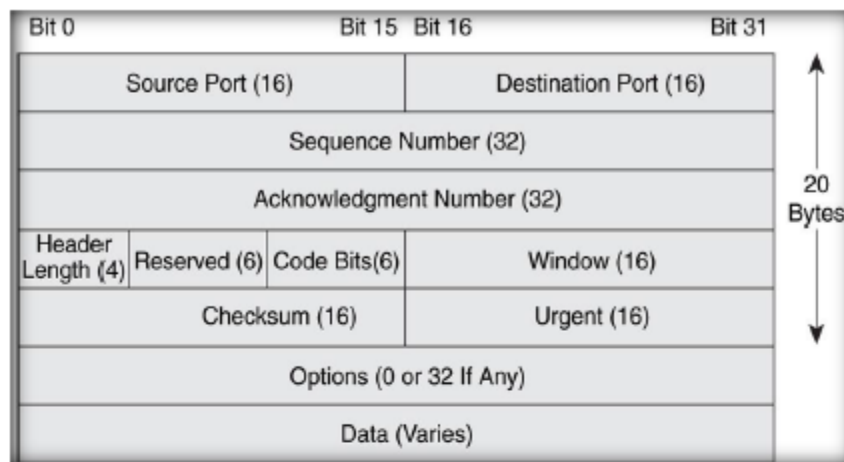 Bit 0 Bit 15 Bit 16 Bit 31
Source Port (16) Destination Port (16)
Sequence Number (32)
Acknowledgment Number (32)
20
Bytes
Header
Length (4) Reserved (6) Code Bits(6) Window (16)
Checksum (16) Urgent (16)
Options (0 or 32 If Any)
Data (Varies)